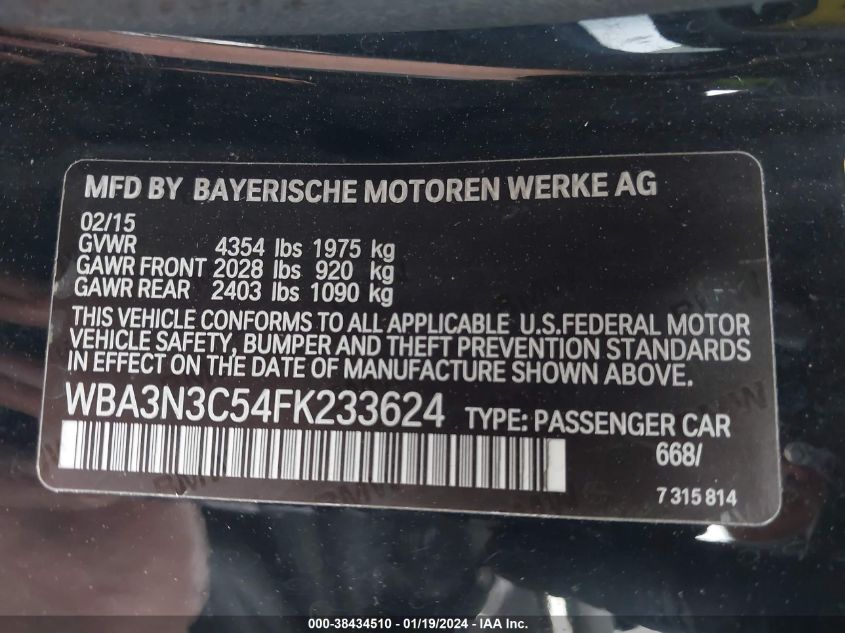 MFD BY BAYERISCHE MOTOREN WERKE AG
02/15
GVWR 4354 lbs 1975 kg
GAWR FRONT 2028 lbs 920 kg
GAWR REAR 2403 lbs 1090 kg
THIS VEHICLE CONFORMS TO ALL APPLICABLE U.S.FEDERAL MOTOR
VEHICLE SAFETY, BUMPER AND THEFT PREVENTION STANDARDS
IN EFFECT ON THE DATE OF MANUFACTURE SHOWN ABOVE.
WBA3N3C54FK233624 TYPE: PASSENGER CAR
668/
7 315 814
000-38434510 - 01/19/2024 - IAA Inc.